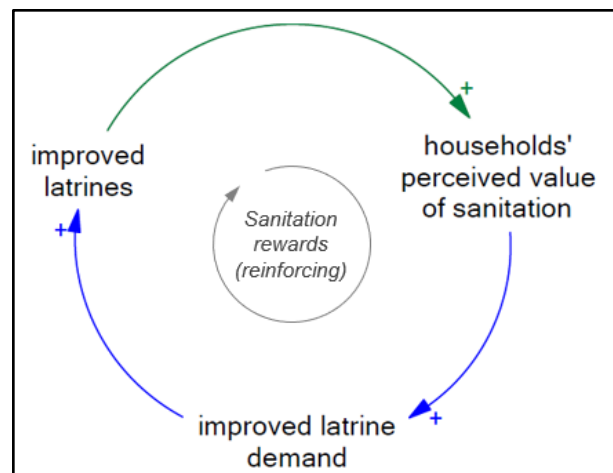 +
improved
latrines
households'
perceived value
of sanitation
+
Sanitation
rewards
(reinforcing)
+
improved latrine
demand